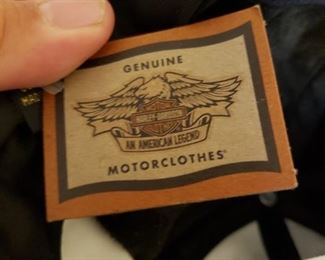 GENUINE
HARLEY-DAVIDSON
AN AMERICAN LEGEND
MOTORCLOTHES®